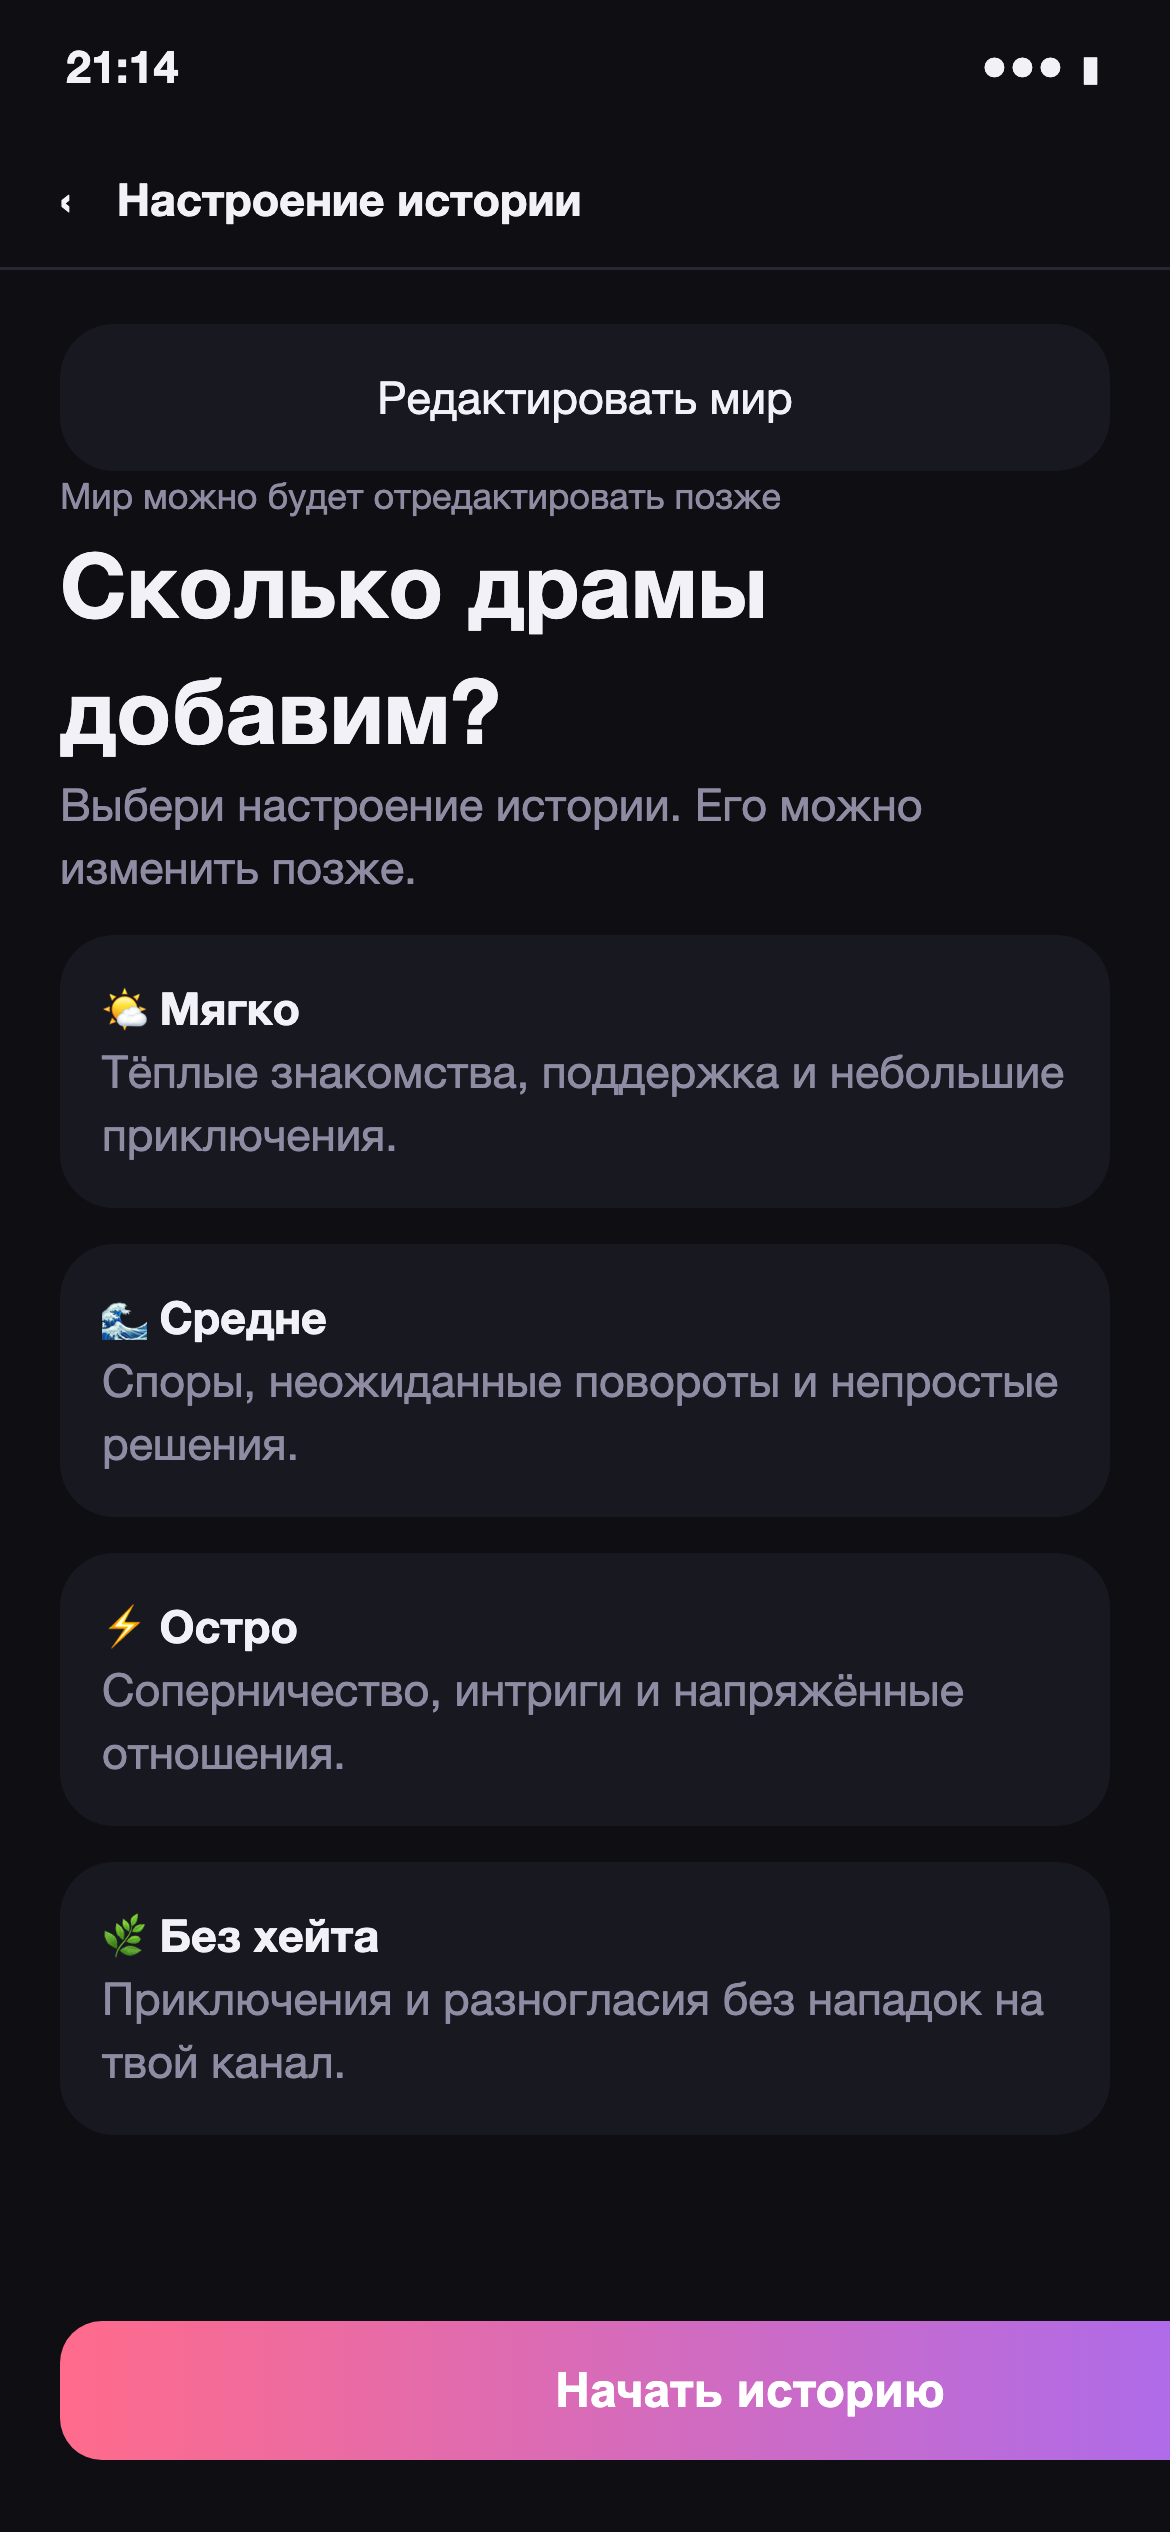 21:14
‹ Настроение истории
Редактировать мир
Мир можно будет отредактировать позже
Сколько драмы
добавим?
Выбери настроение истории. Его можно
изменить позже.
🌤️ Мягко
Тёплые знакомства, поддержка и небольшие
приключения.
🌊 Средне
Споры, неожиданные повороты и непростые
решения.
⚡ Остро
Соперничество, интриги и напряжённые
отношения.
🌿 Без хейта
Приключения и разногласия без нападок на
твой канал.
Начать историю